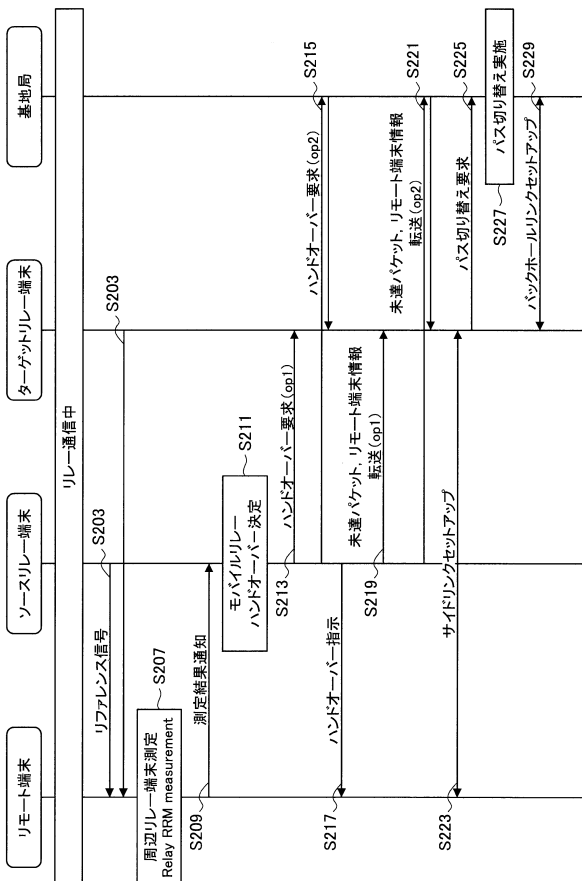 リモート端末
ソースリレー端末
ターゲットリレー端末
基地局
リレー通信中
リファレンス信号
S203
S203
周辺リレー端末測定
Relay RRM measurement
S207
S209
測定結果通知
モバイルリレー
ハンドオーバー決定
S211
S213
ハンドオーバー要求(op1)
ハンドオーバー要求(op2)
S215
S217
ハンドオーバー指示
S219
未達パケット, リモート端末情報
転送(op1)
未達パケット, リモート端末情報
転送(op2)
S221
S223
サイドリンクセットアップ
パス切り替え要求
S225
S227
パス切り替え実施
バックホールリンクセットアップ
S229